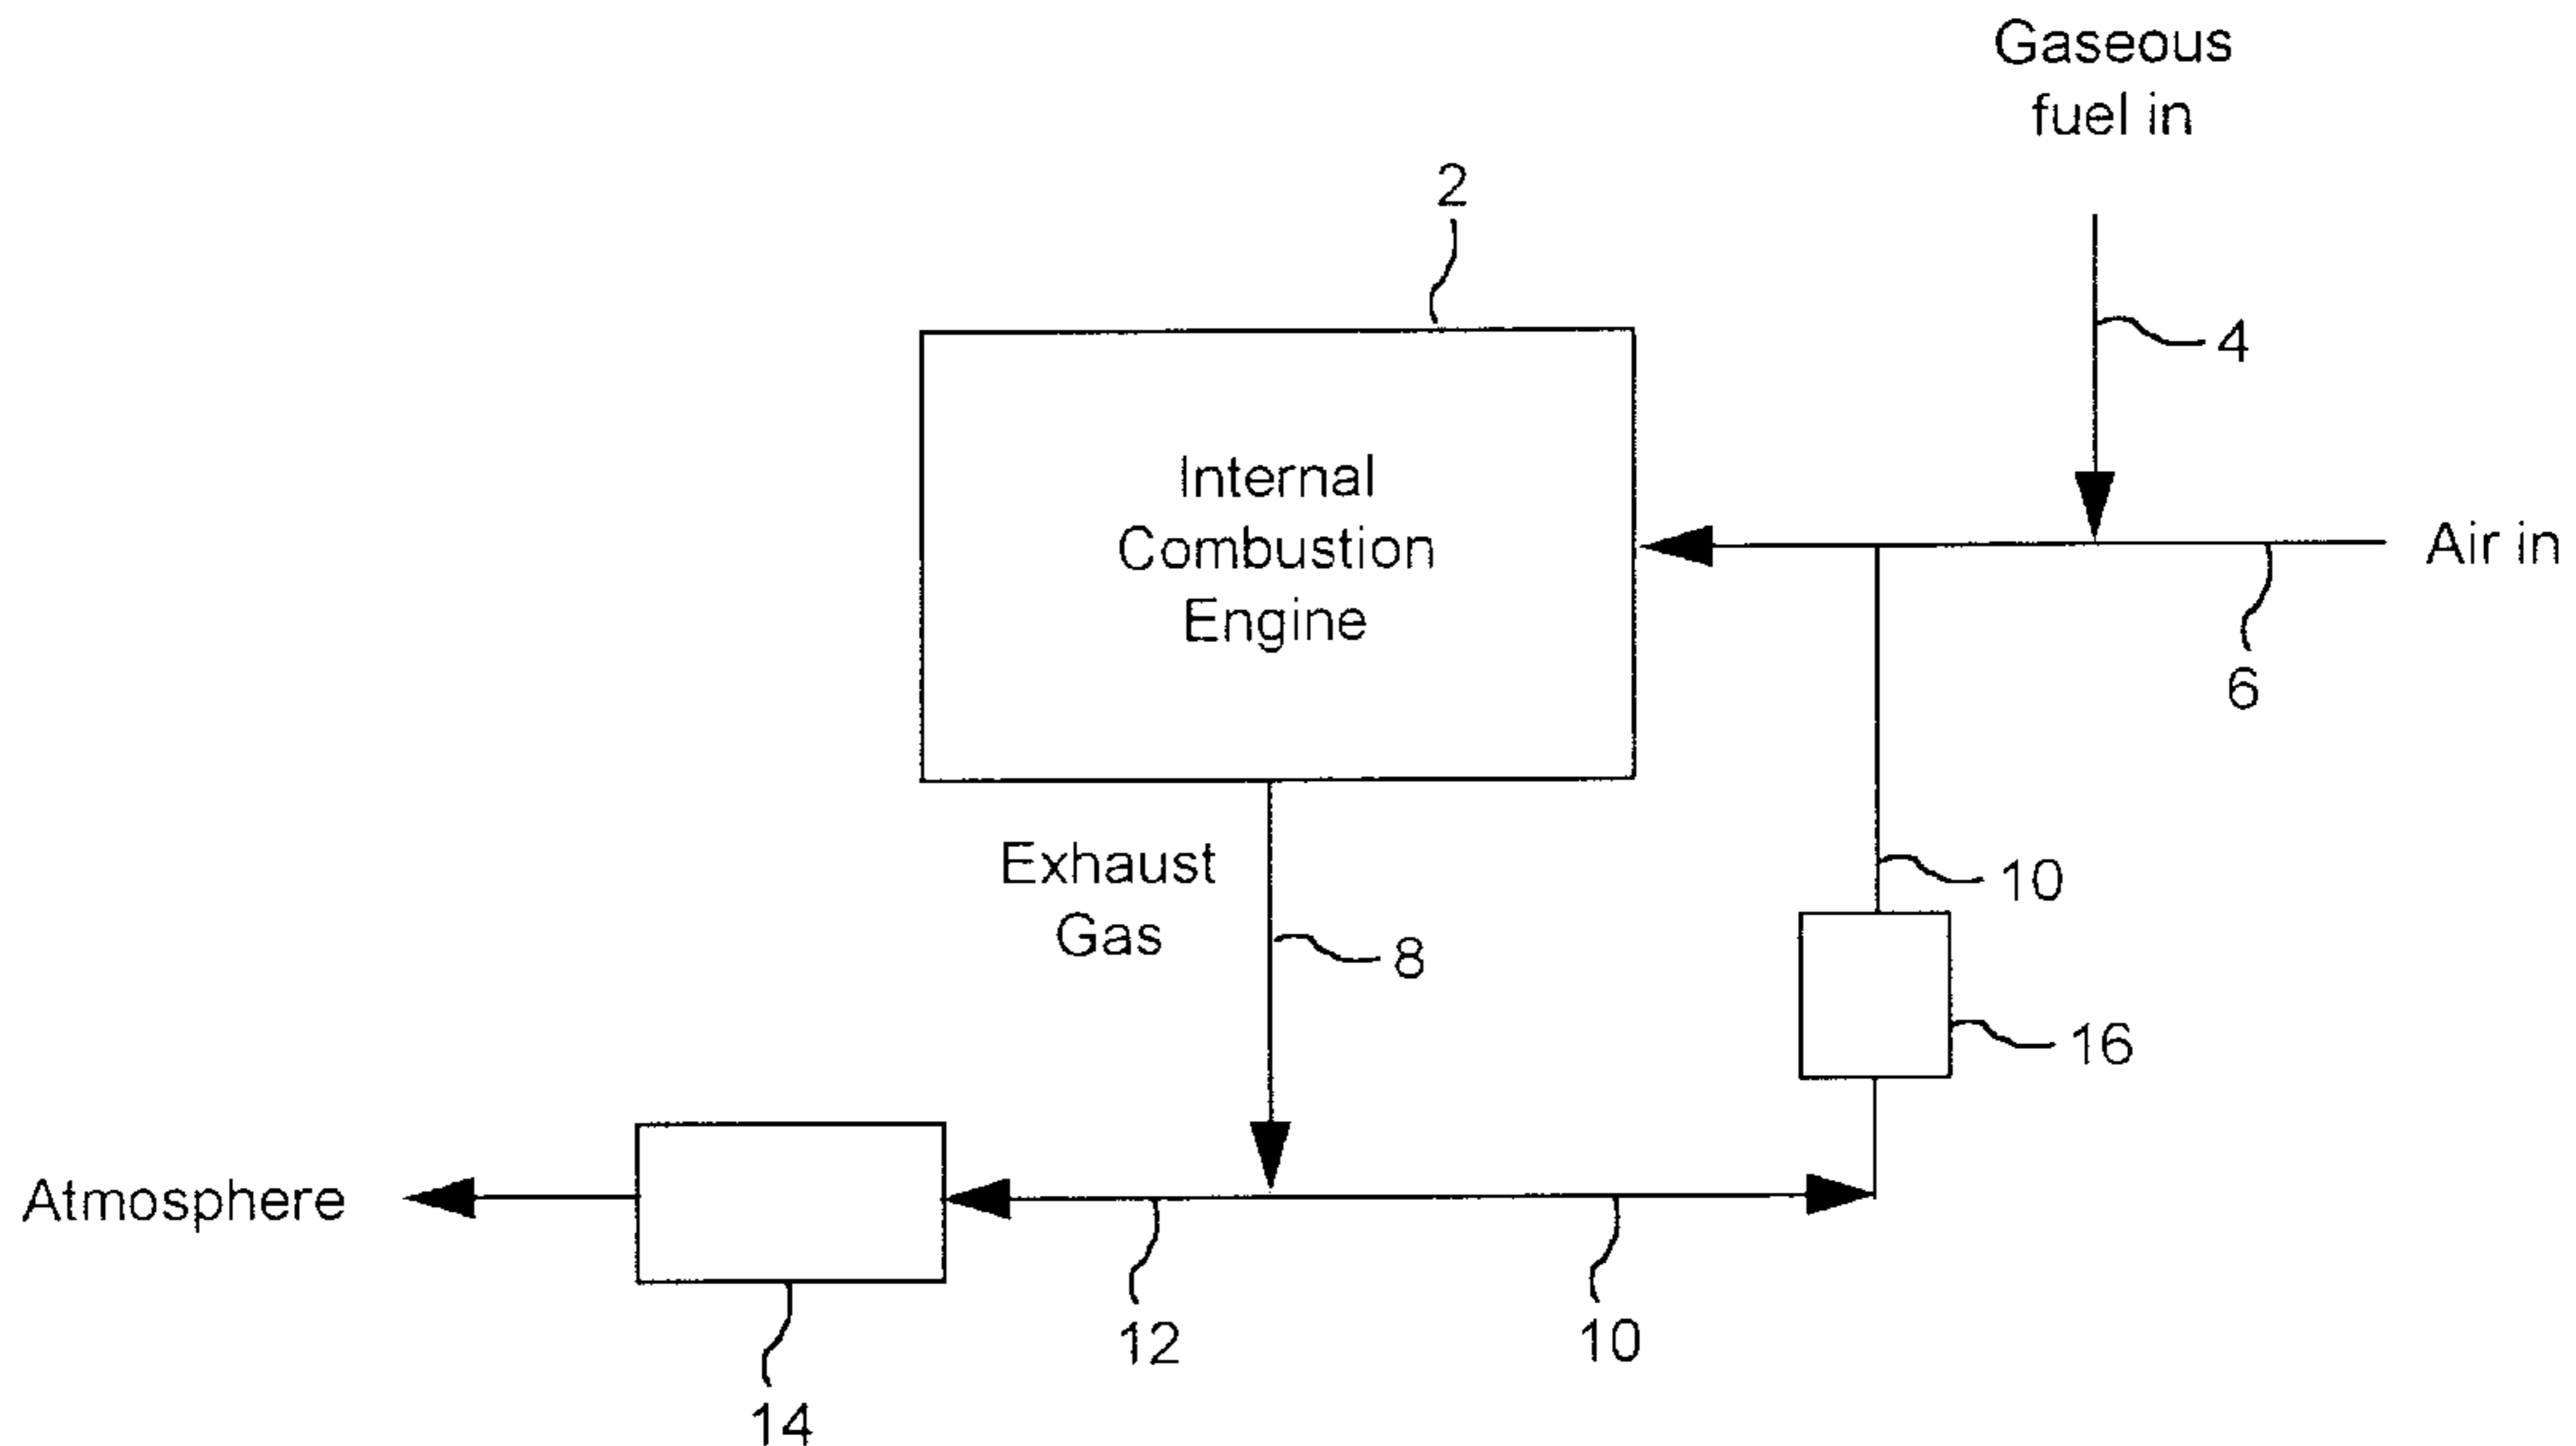 Gaseous
fuel in
2
4
Internal
Combustion
Engine
Air in
6
Exhaust
Gas
8
10
16
Atmosphere
12
10
14